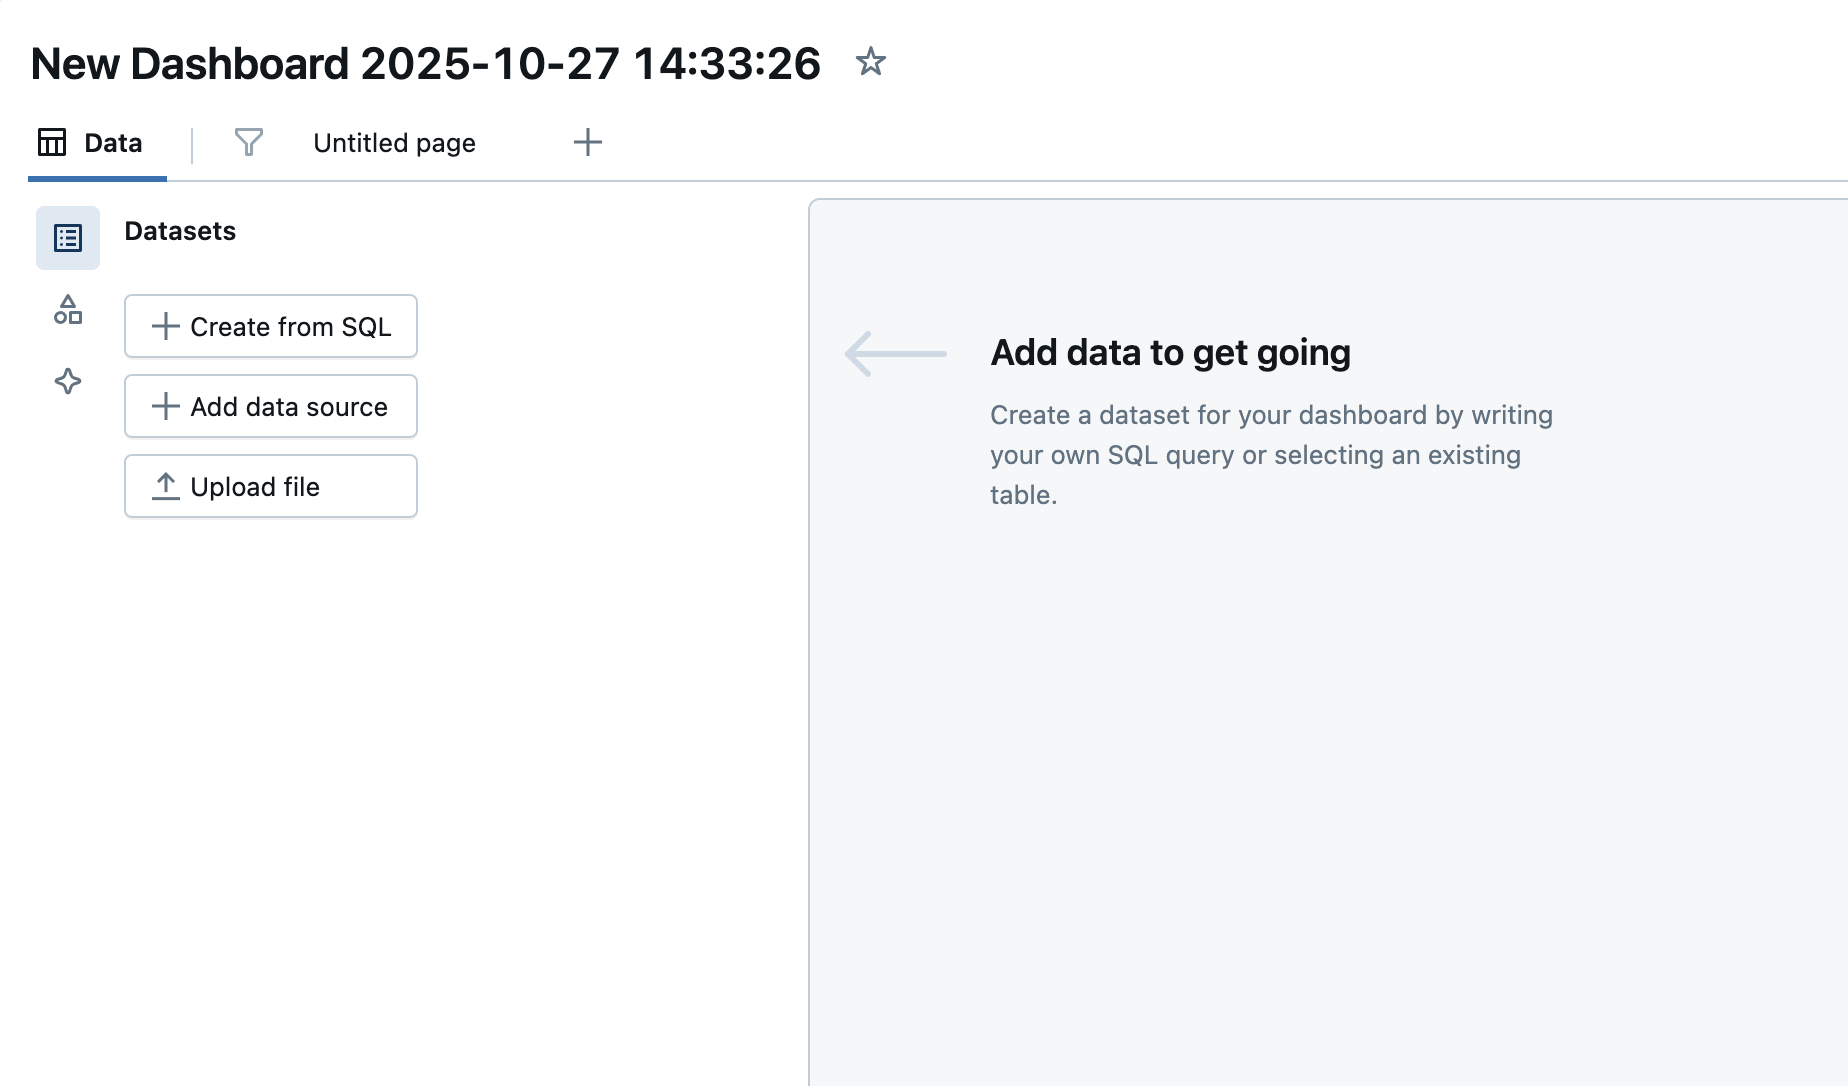 New Dashboard 2025-10-27 14:33:26
Data
Untitled page
Datasets
Create from SQL
Add data source
Upload file
Add data to get going
Create a dataset for your dashboard by writing
your own SQL query or selecting an existing
table.